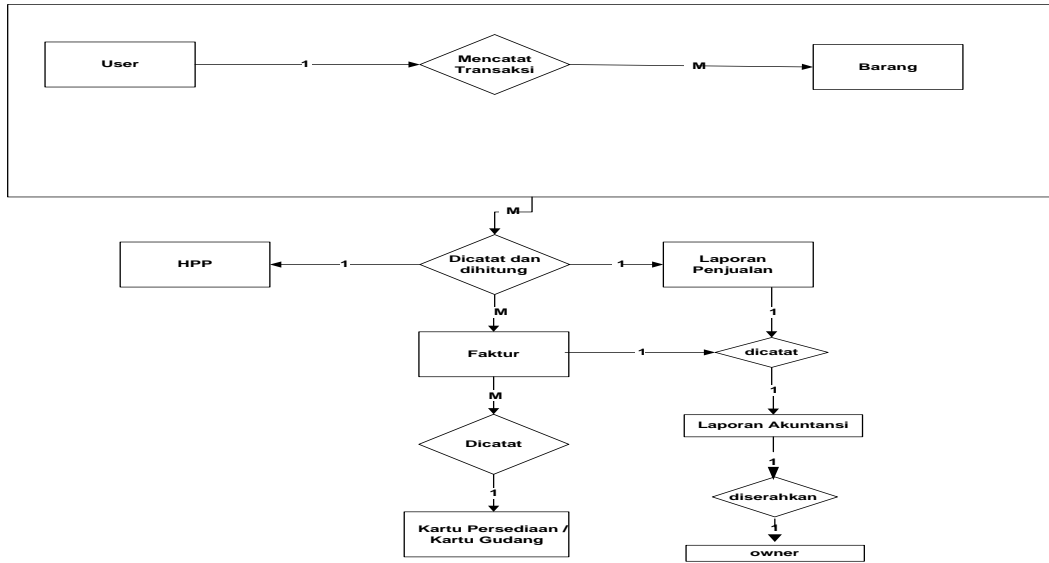 User
1
Mencatat
Transaksi
M
Barang
M
HPP
1
Dicatat dan
dihitung
1
Laporan
Penjualan
M
1
Faktur
1
dicatat
M
1
Dicatat
Laporan Akuntansi
1
1
diserahkan
Kartu Persediaan /
Kartu Gudang
1
owner